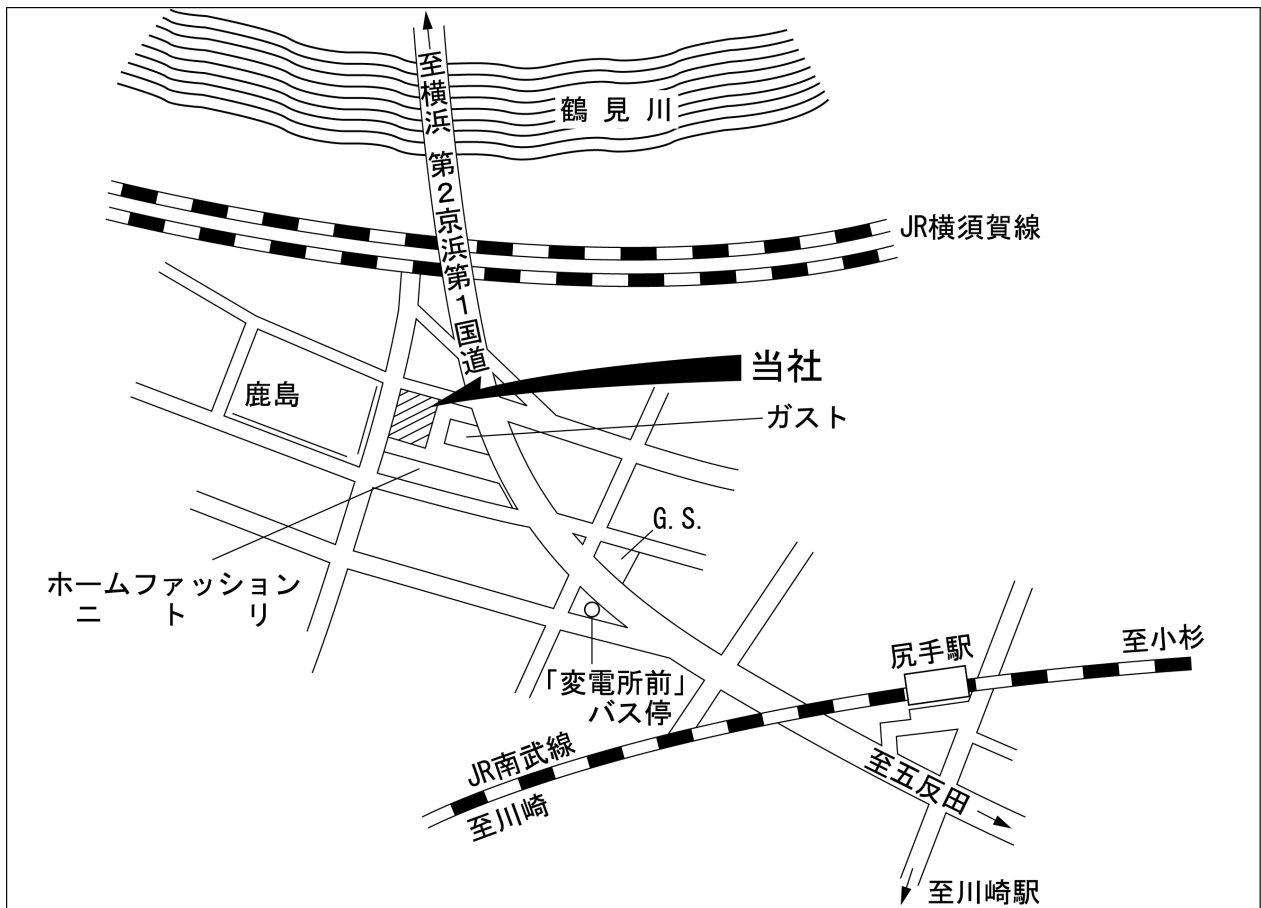 至横浜 第2京浜第1国道
鶴見川
JR横須賀線
当社
鹿島
ガスト
G.S.
ホームファッション
ニトリ
「変電所前」
バス停
尻手駅
至小杉
JR南武線
至川崎
至五反田
至川崎駅